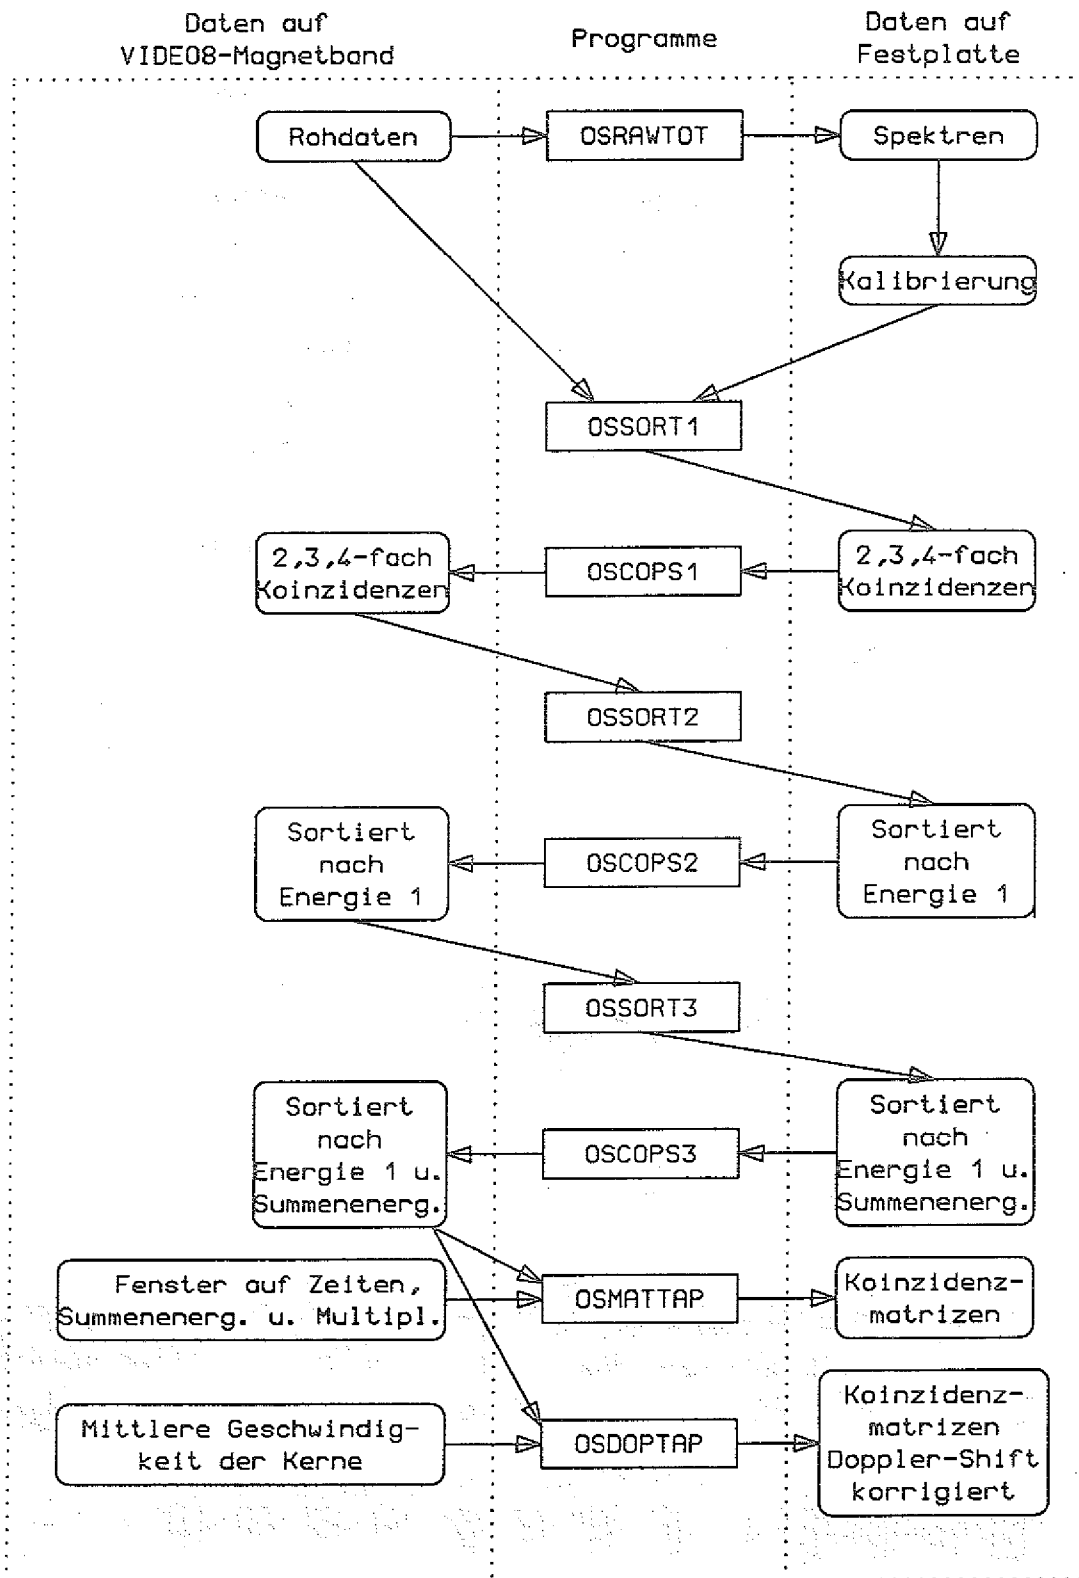 Daten auf
VIDEO8-Magnetband
Programme
Daten auf
Festplatte
Rohdaten
OSRAWTOT
Spektren
Kalibrierung
OSSORT1
2,3,4-fach
Koinzidenzen
OSCOPS1
2,3,4-fach
Koinzidenzen
OSSORT2
Sortiert
nach
Energie 1
OSCOPS2
Sortiert
nach
Energie 1
OSSORT3
Sortiert
nach
Energie 1 u.
Summenenerg.
OSCOPS3
Sortiert
nach
Energie 1 u.
Summenenerg.
Fenster auf Zeiten,
Summenenerg. u. Multipl.
OSMATTAP
Koinzidenz-
matrizen
Mittlere Geschwindig-
keit der Kerne
OSDOPTAP
Koinzidenz-
matrizen
Doppler-Shift
korrigiert